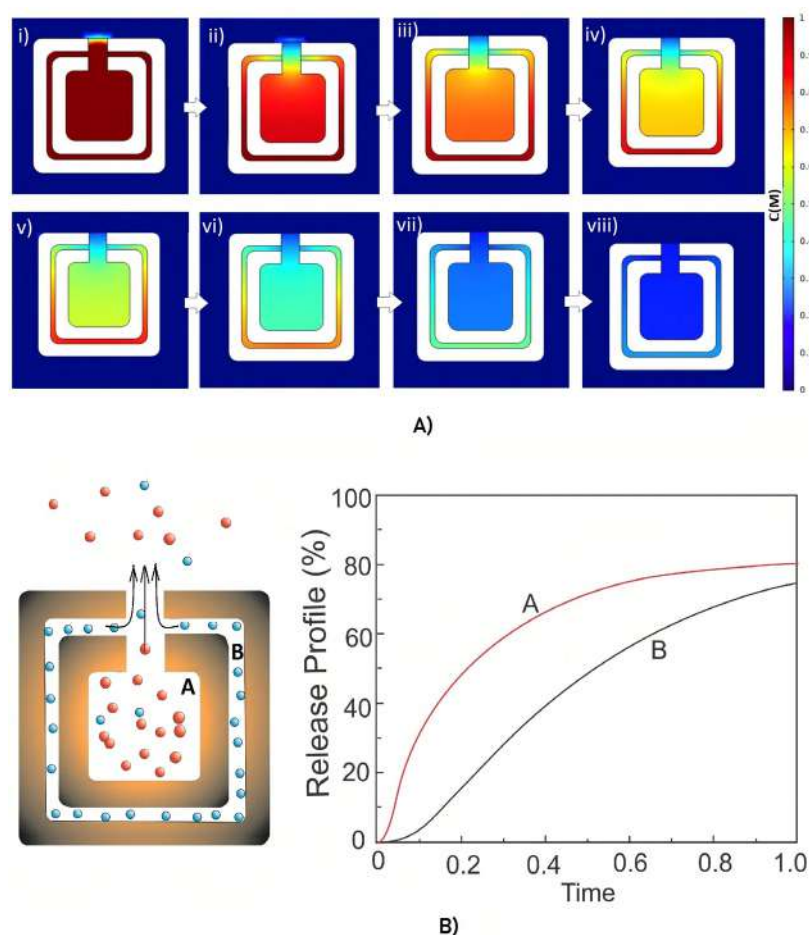 i)
ii)
iii)
iv)
1
C(M)
0
v)
vi)
vii)
viii)
A)
B
A
100
80
60
40
20
0
Release Profile (%)
A
B
0
0.2
0.4
0.6
0.8
1.0
Time
B)